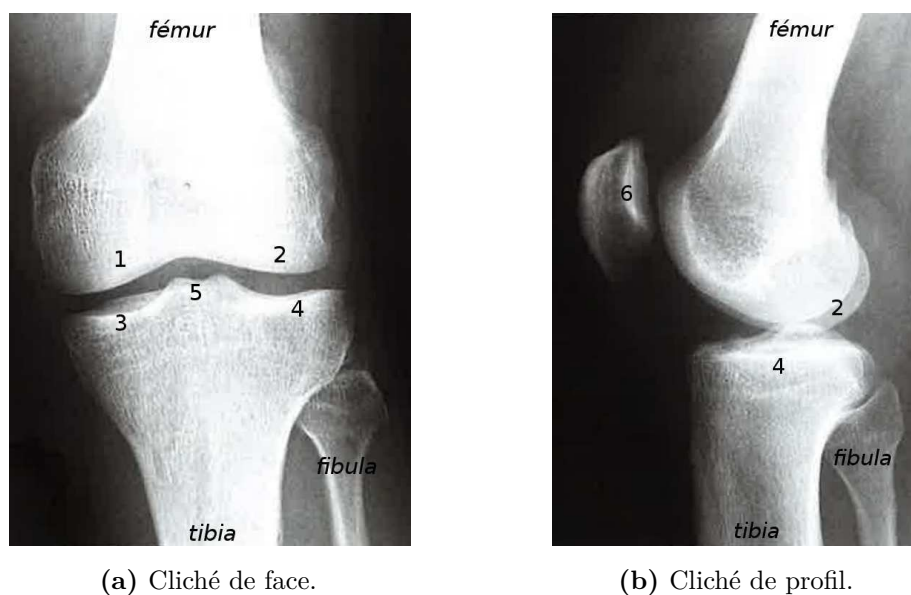 fémur
1
2
5
3
4
fibula
tibia
(a) Cliché de face.
fémur
6
2
4
fibula
tibia
(b) Cliché de profil.